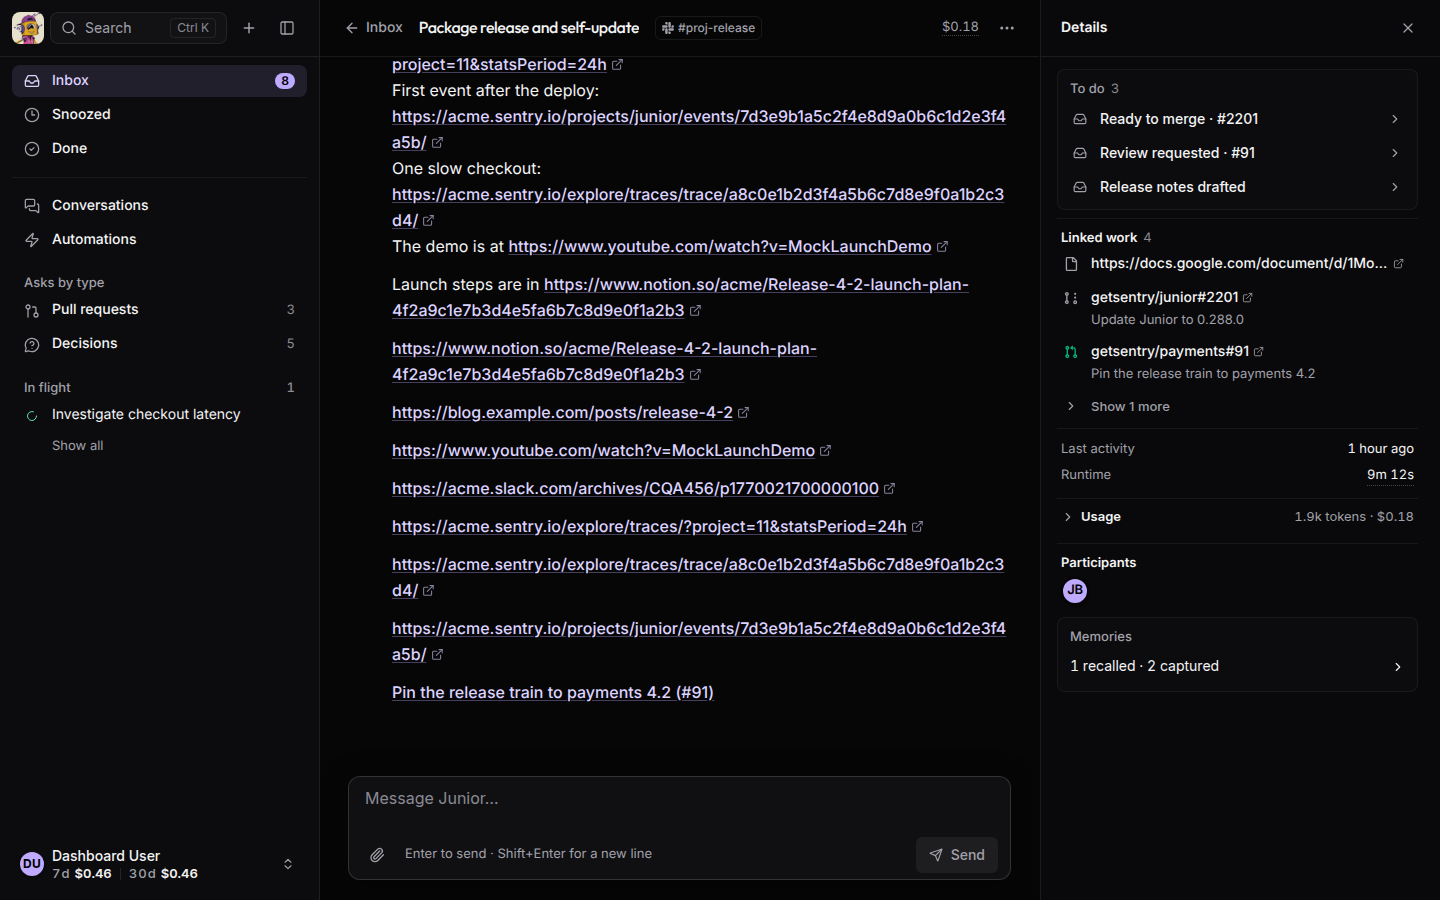 Search
Ctrl K
Inbox
8
Snoozed
Done
Conversations
Automations
Asks by type
Pull requests
3
Decisions
5
In flight
1
Investigate checkout latency
Show all
DU
Dashboard User
7d $0.46
30d $0.46
Inbox
Package release and self-update
#proj-release
$0.18
project=11&statsPeriod=24h
First event after the deploy:
https://acme.sentry.io/projects/junior/events/7d3e9b1a5c2f4e8d9a0b6c1d2e3f4
a5b/
One slow checkout:
https://acme.sentry.io/explore/traces/trace/a8c0e1b2d3f4a5b6c7d8e9f0a1b2c3
d4/
The demo is at https://www.youtube.com/watch?v=MockLaunchDemo
Launch steps are in https://www.notion.so/acme/Release-4-2-launch-plan-
4f2a9c1e7b3d4e5fa6b7c8d9e0f1a2b3
https://www.notion.so/acme/Release-4-2-launch-plan-
4f2a9c1e7b3d4e5fa6b7c8d9e0f1a2b3
https://blog.example.com/posts/release-4-2
https://www.youtube.com/watch?v=MockLaunchDemo
https://acme.slack.com/archives/CQA456/p1770021700000100
https://acme.sentry.io/explore/traces/?project=11&statsPeriod=24h
https://acme.sentry.io/explore/traces/trace/a8c0e1b2d3f4a5b6c7d8e9f0a1b2c3
d4/
https://acme.sentry.io/projects/junior/events/7d3e9b1a5c2f4e8d9a0b6c1d2e3f4
a5b/
Pin the release train to payments 4.2 (#91)
Message Junior...
Enter to send · Shift+Enter for a new line
Send
Details
To do 3
Ready to merge · #2201
Review requested · #91
Release notes drafted
Linked work 4
https://docs.google.com/document/d/1Mo...
getsentry/junior#2201
Update Junior to 0.288.0
getsentry/payments#91
Pin the release train to payments 4.2
Show 1 more
Last activity
1 hour ago
Runtime
9m 12s
Usage
1.9k tokens · $0.18
Participants
JB
Memories
1 recalled · 2 captured